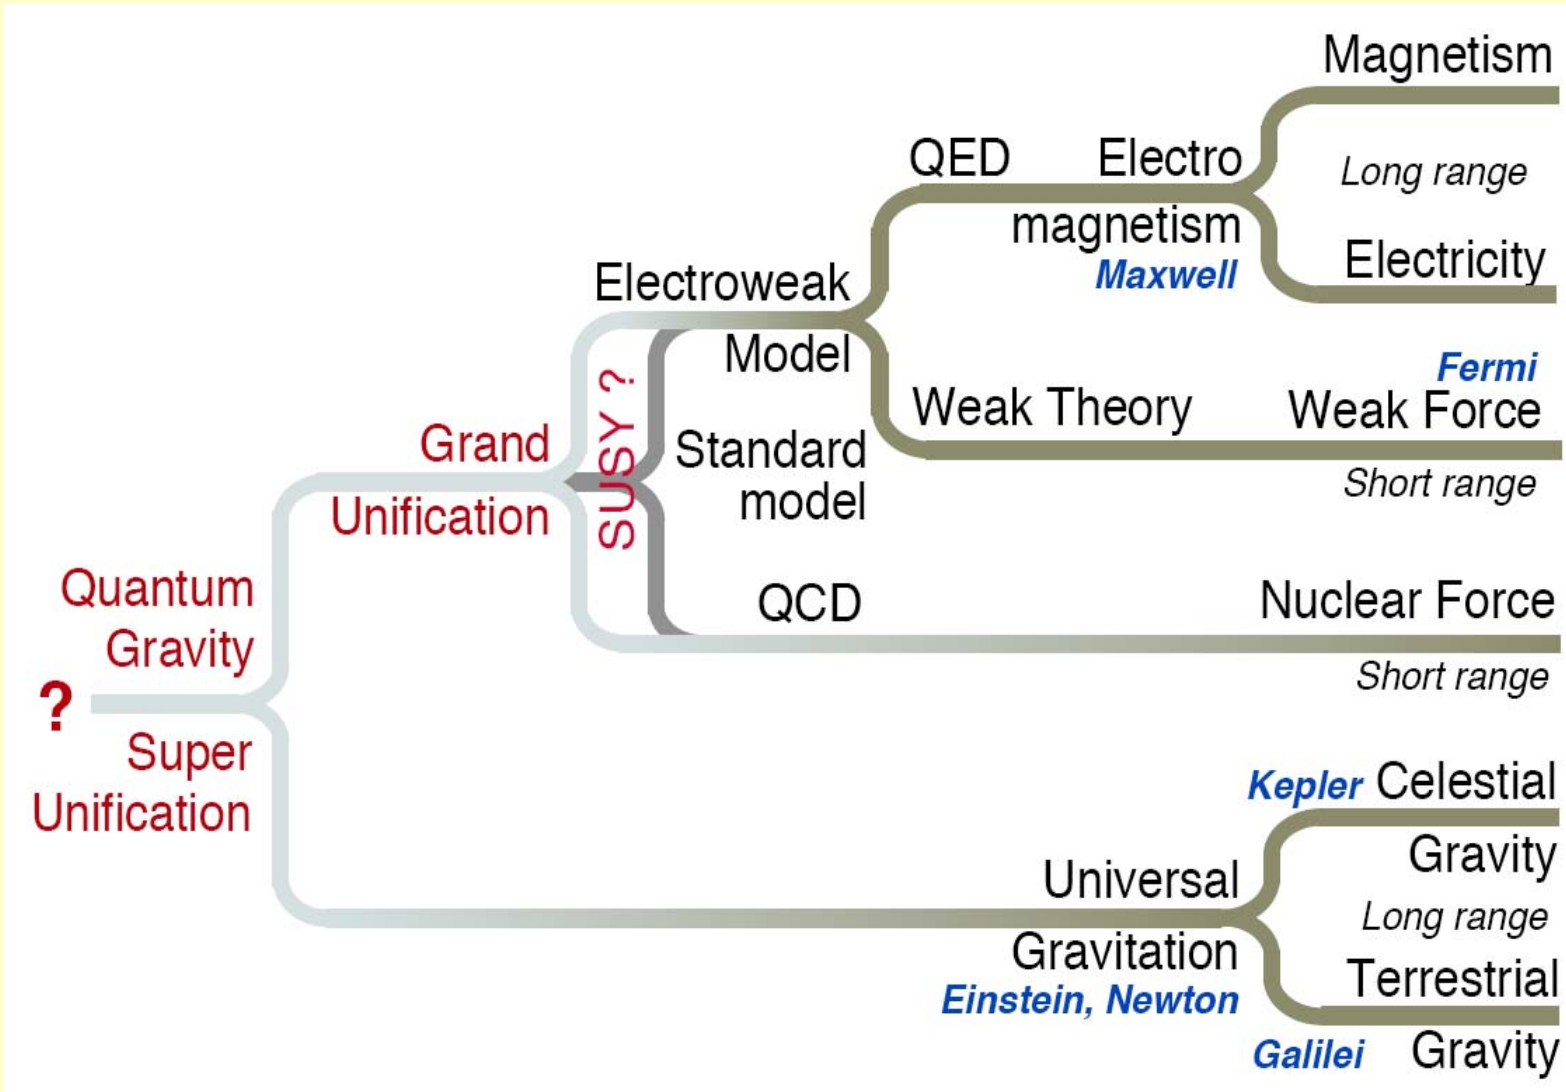 Magnetism
QED Electro
Long range
magnetism
Maxwell
Electricity
Electroweak
Model
Fermi
Weak Theory Weak Force
Short range
SUSY ?
Grand
Unification
Standard
model
Quantum
Gravity
QCD Nuclear Force
Short range
?
Super
Unification
Kepler Celestial
Gravity
Universal
Long range
Gravitation
Einstein, Newton
Terrestrial
Galilei Gravity